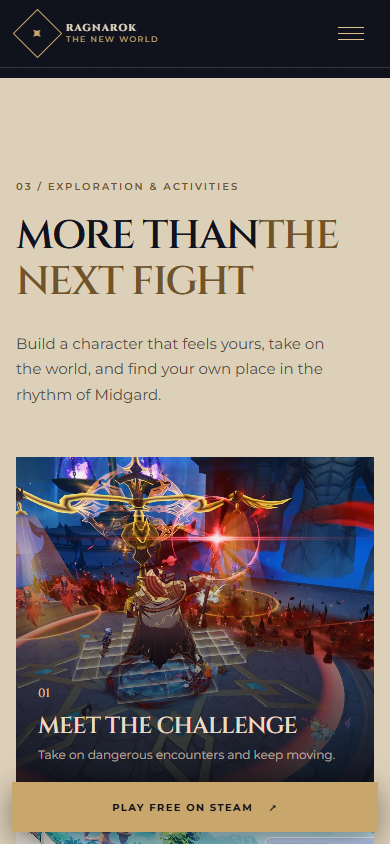 RAGNAROK
THE NEW WORLD
03 / EXPLORATION & ACTIVITIES
MORE THANTHE
NEXT FIGHT
Build a character that feels yours, take on
the world, and find your own place in the
rhythm of Midgard.
01
MEET THE CHALLENGE
Take on dangerous encounters and keep moving.
PLAY FREE ON STEAM ↗